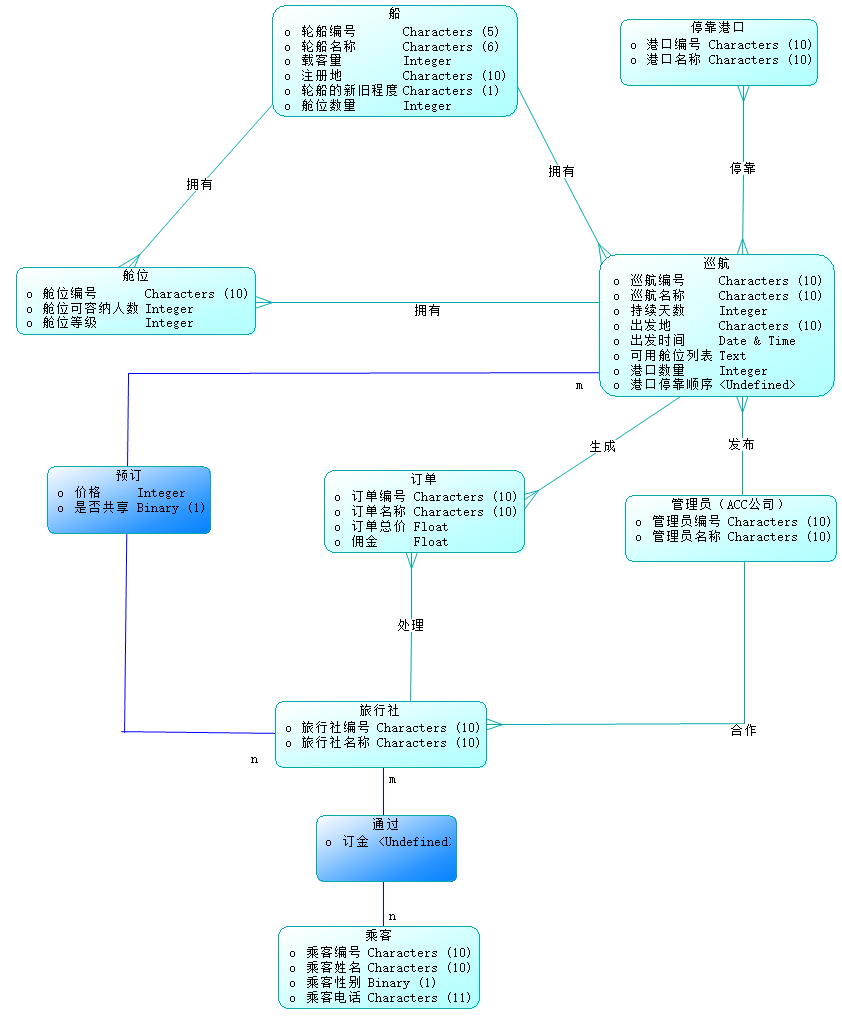 船
o 轮船编号 Characters (5)
o 轮船名称 Characters (6)
o 载客量 Integer
o 注册地 Characters (10)
o 轮船的新旧程度 Characters (1)
o 舱位数量 Integer
停靠港口
o 港口编号 Characters (10)
o 港口名称 Characters (10)
拥有
拥有
停靠
舱位
o 舱位编号 Characters (10)
o 舱位可容纳人数 Integer
o 舱位等级 Integer
拥有
巡航
o 巡航编号 Characters (10)
o 巡航名称 Characters (10)
o 持续天数 Integer
o 出发地 Characters (10)
o 出发时间 Date & Time
o 可用舱位列表 Text
o 港口数量 Integer
o 港口停靠顺序 <Undefined>
m
生成
发布
预订
o 价格 Integer
o 是否共享 Binary (1)
订单
o 订单编号 Characters (10)
o 订单名称 Characters (10)
o 订单总价 Float
o 佣金 Float
管理员（ACC公司）
o 管理员编号 Characters (10)
o 管理员名称 Characters (10)
处理
旅行社
o 旅行社编号 Characters (10)
o 旅行社名称 Characters (10)
合作
n
m
通过
o 订金 <Undefined>
n
乘客
o 乘客编号 Characters (10)
o 乘客姓名 Characters (10)
o 乘客性别 Binary (1)
o 乘客电话 Characters (11)